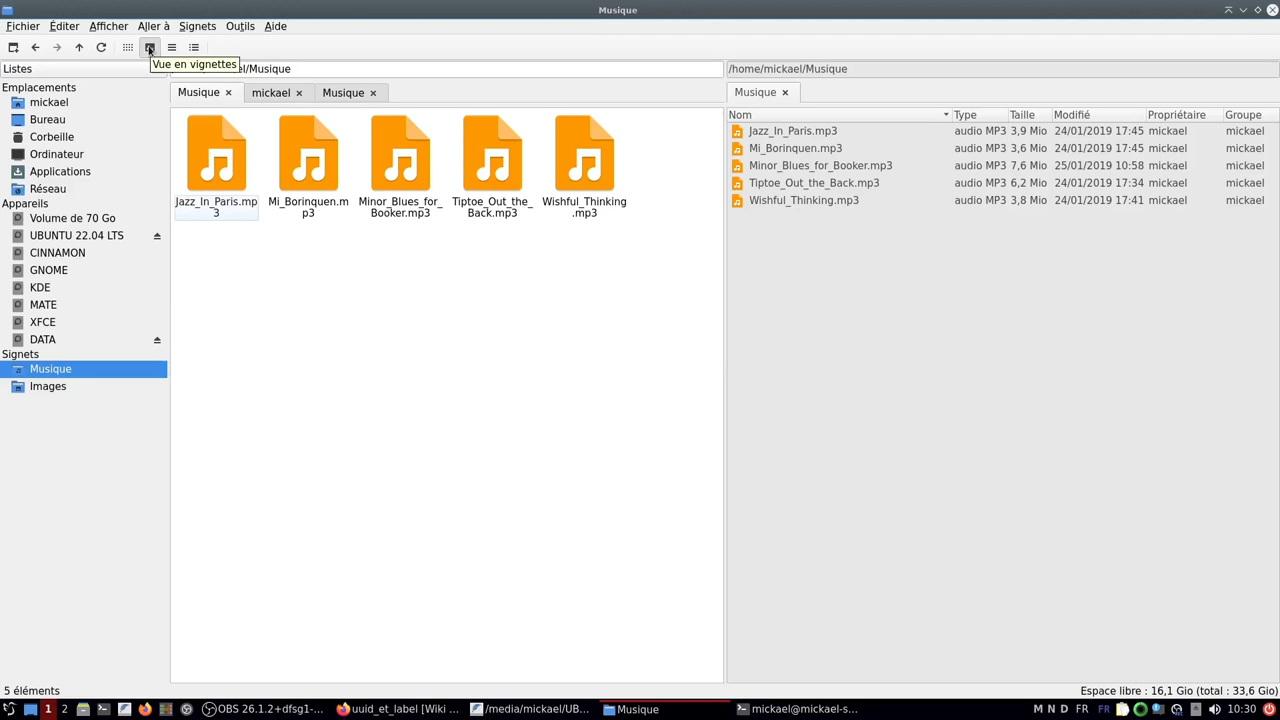 Musique
Fichier Éditer Afficher Aller à Signets Outils Aide
Vue en vignettes
Listes
/Musique
/home/mickael/Musique
Emplacements
mickael
Bureau
Corbeille
Ordinateur
Applications
Réseau
Appareils
Volume de 70 Go
UBUNTU 22.04 LTS
CINNAMON
GNOME
KDE
MATE
XFCE
DATA
Signets
Musique
Images
Musique mickael Musique
Jazz_In_Paris.mp
3
Mi_Borinquen.m
p3
Minor_Blues_for_
Booker.mp3
Tiptoe_Out_the_
Back.mp3
Wishful_Thinking
.mp3
Musique
Nom Type Taille Modifié Propriétaire Groupe
Jazz_In_Paris.mp3 audio MP3 3,9 Mio 24/01/2019 17:45 mickael mickael
Mi_Borinquen.mp3 audio MP3 3,6 Mio 24/01/2019 17:45 mickael mickael
Minor_Blues_for_Booker.mp3 audio MP3 7,6 Mio 25/01/2019 10:58 mickael mickael
Tiptoe_Out_the_Back.mp3 audio MP3 6,2 Mio 24/01/2019 17:34 mickael mickael
Wishful_Thinking.mp3 audio MP3 3,8 Mio 24/01/2019 17:41 mickael mickael
5 éléments
Espace libre : 16,1 Gio (total : 33,6 Gio)
1 2 OBS 26.1.2+dfsg1-... uuid_et_label [Wiki ... /media/mickael/UB... Musique mickael@mickael-s... M N D FR FR 10:30